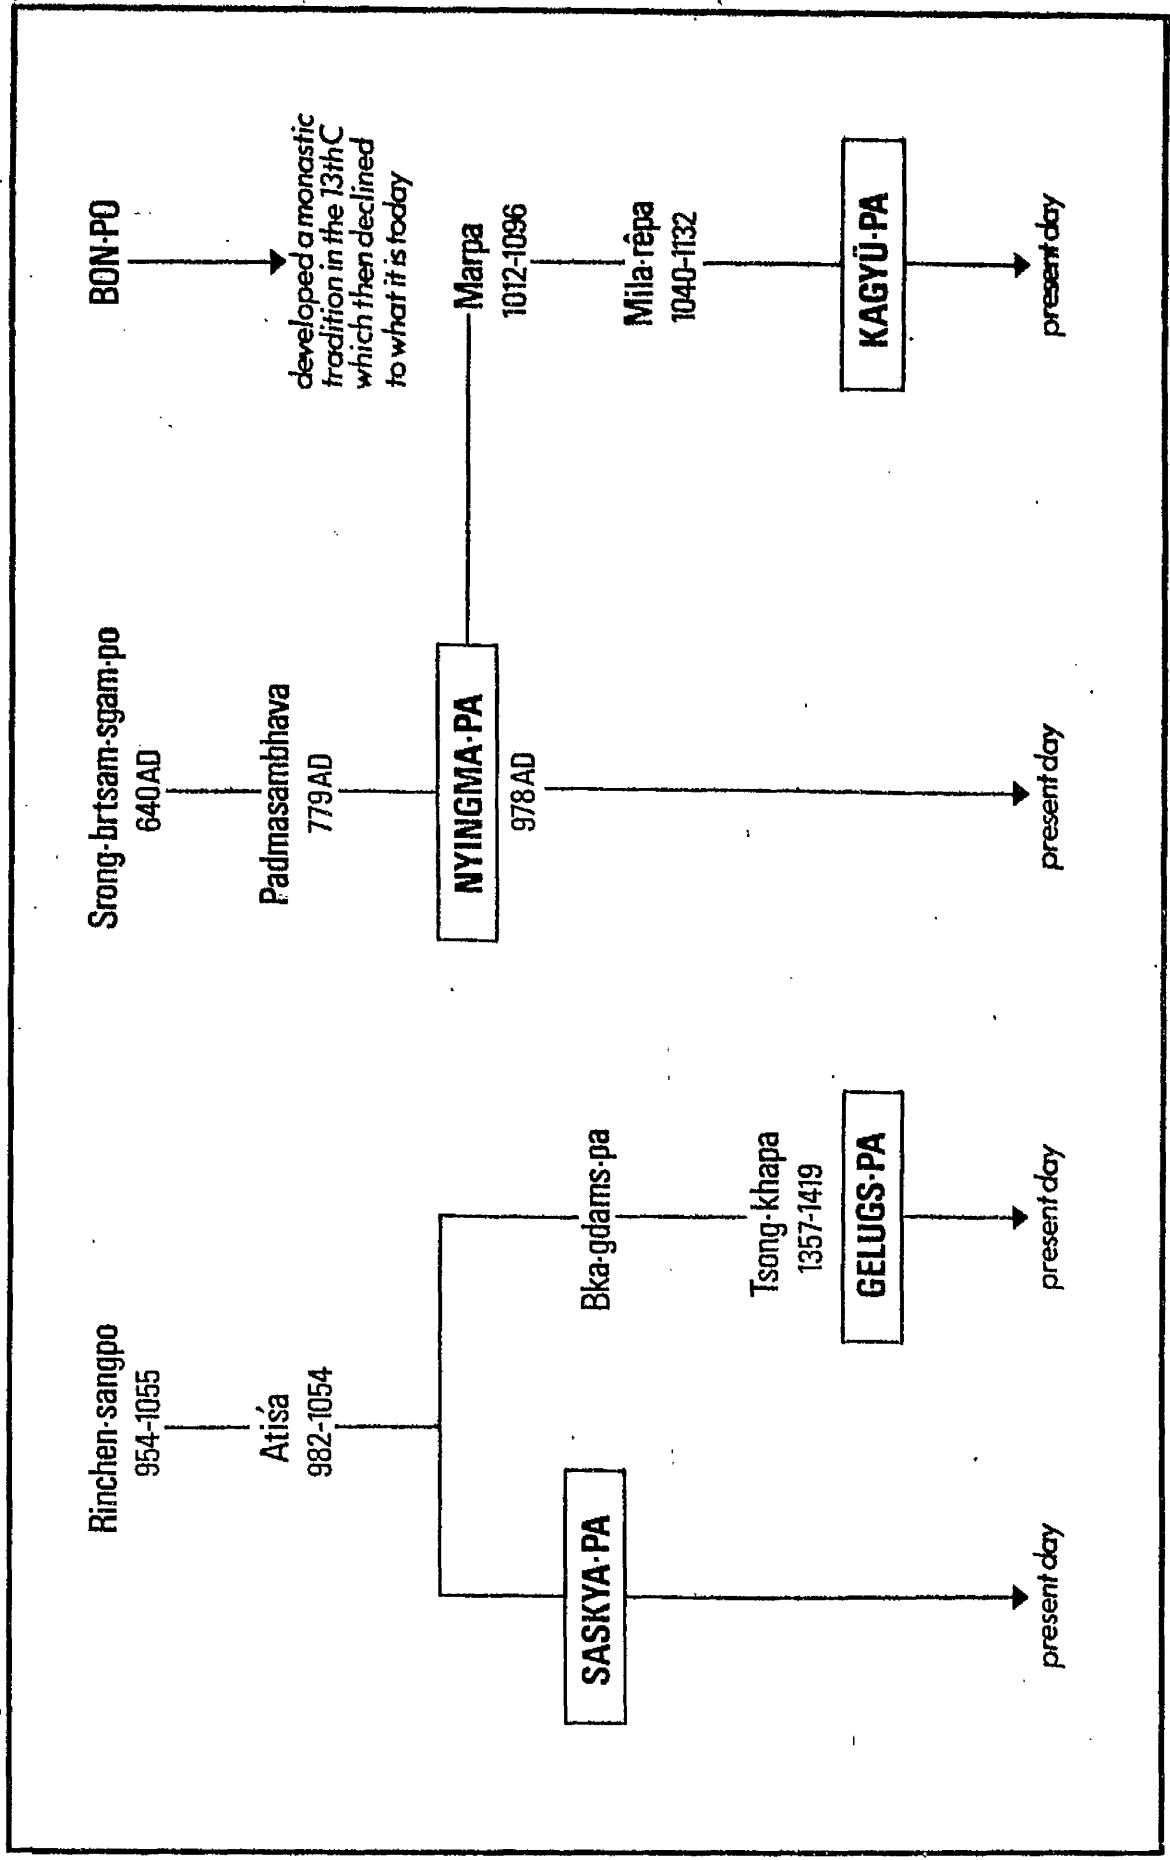 Rinchen·sangpo
954-1055
Atiśa
982-1054
SASKYA·PA
present day
Bka·gdams·pa
Tsong·khapa
1357-1419
GELUGS·PA
present day
Srong·brtsam·sgam·po
640AD
Padmasambhava
779AD
NYINGMA·PA
978AD
present day
BON·PO
developed a monastic
tradition in the 13thC
which then declined
to what it is today
Marpa
1012-1096
Mila·rêpa
1040-1132
KAGYÜ·PA
present day